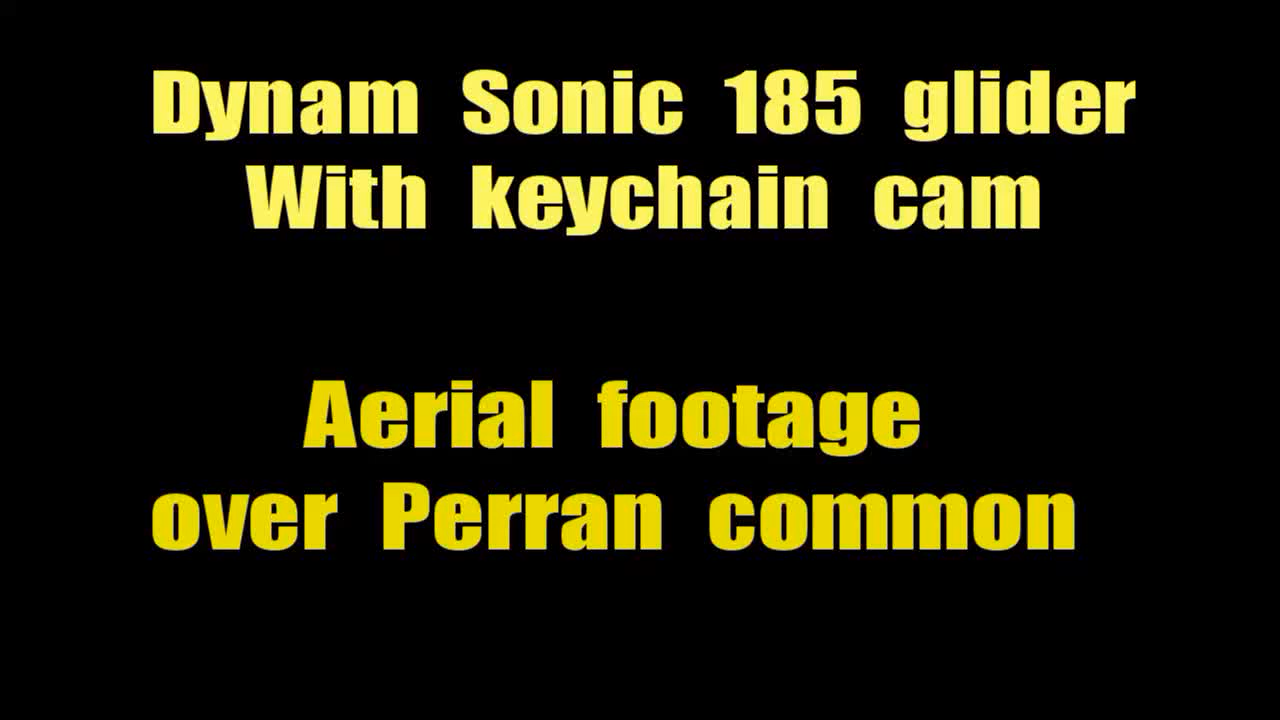 Dynam Sonic 185 glider
With keychain cam
Aerial footage
over Perran common